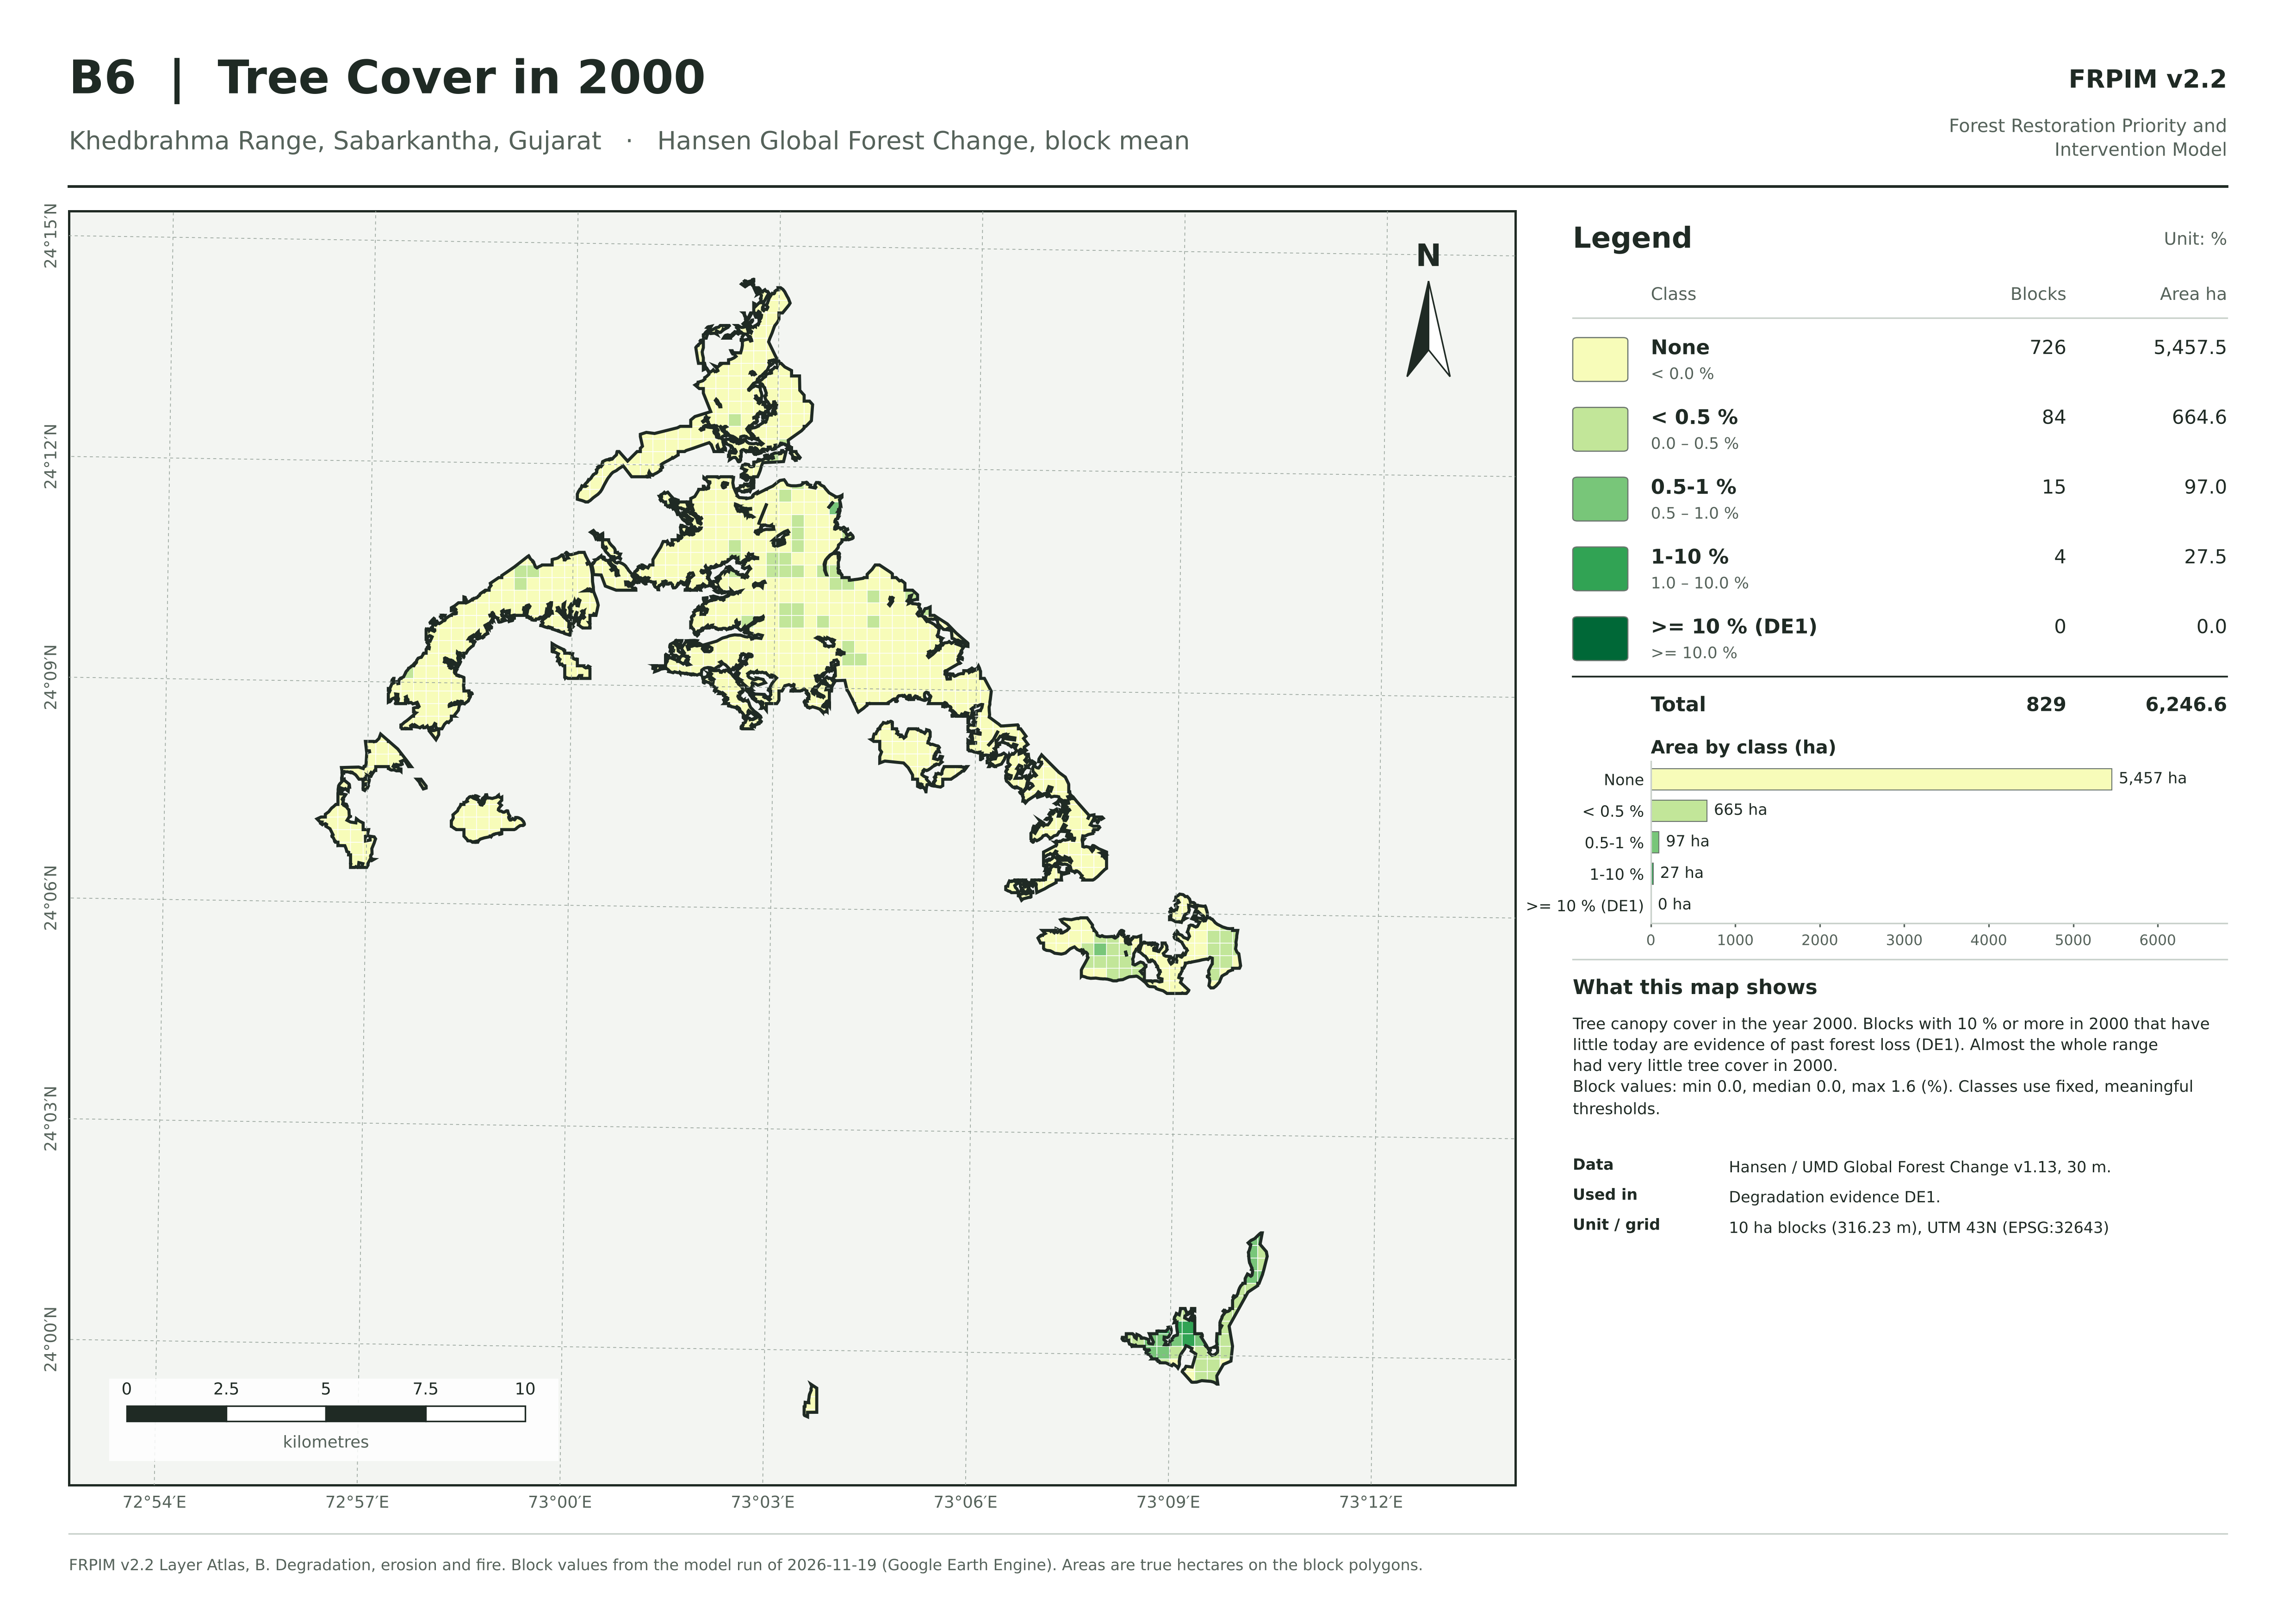 B6 | Tree Cover in 2000
FRPIM v2.2
Khedbrahma Range, Sabarkantha, Gujarat · Hansen Global Forest Change, block mean
Forest Restoration Priority and
Intervention Model
24°15′N
24°12′N
24°09′N
24°06′N
24°03′N
24°00′N
N
0 2.5 5 7.5 10
kilometres
72°54′E 72°57′E 73°00′E 73°03′E 73°06′E 73°09′E 73°12′E
Legend Unit: %
Class Blocks Area ha
None 726 5,457.5
< 0.0 %
< 0.5 % 84 664.6
0.0 – 0.5 %
0.5-1 % 15 97.0
0.5 – 1.0 %
1-10 % 4 27.5
1.0 – 10.0 %
>= 10 % (DE1) 0 0.0
>= 10.0 %
Total 829 6,246.6
Area by class (ha)
None 5,457 ha
< 0.5 % 665 ha
0.5-1 % 97 ha
1-10 % 27 ha
>= 10 % (DE1) 0 ha
0 1000 2000 3000 4000 5000 6000
What this map shows
Tree canopy cover in the year 2000. Blocks with 10 % or more in 2000 that have
little today are evidence of past forest loss (DE1). Almost the whole range
had very little tree cover in 2000.
Block values: min 0.0, median 0.0, max 1.6 (%). Classes use fixed, meaningful
thresholds.
Data Hansen / UMD Global Forest Change v1.13, 30 m.
Used in Degradation evidence DE1.
Unit / grid 10 ha blocks (316.23 m), UTM 43N (EPSG:32643)
FRPIM v2.2 Layer Atlas, B. Degradation, erosion and fire. Block values from the model run of 2026-11-19 (Google Earth Engine). Areas are true hectares on the block polygons.